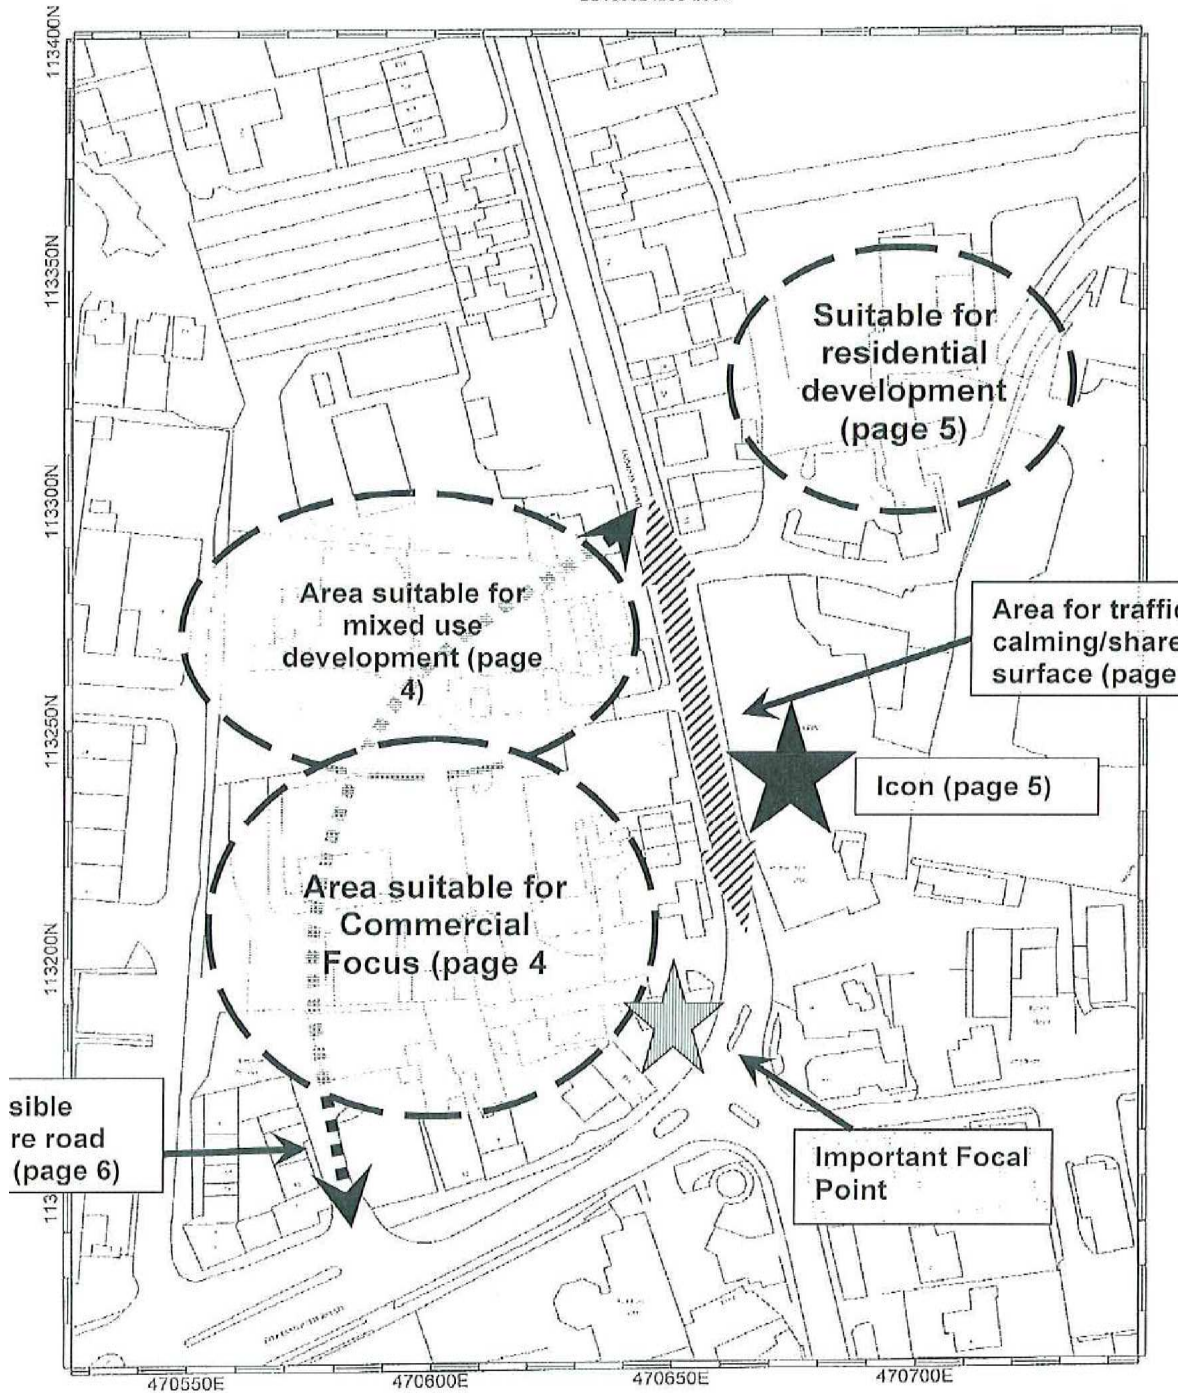 113400N
113350N
113300N
113250N
113200N
Suitable for
residential
development
(page 5)
Area suitable for
mixed use
development (page
4)
Area for traffic
calming/share
surface (page
Icon (page 5)
Area suitable for
Commercial
Focus (page 4
sible
re road
(page 6)
Important Focal
Point
470550E
470600E
470650E
470700E